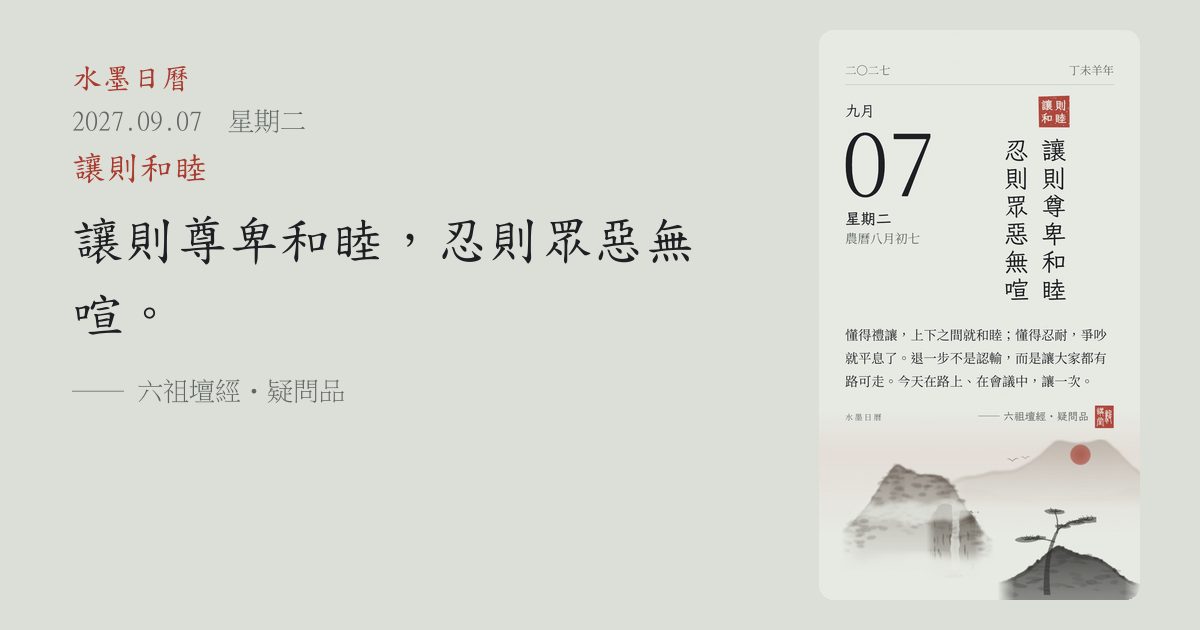 水墨日曆
2027.09.07 星期二
讓則和睦
讓則尊卑和睦，忍則眾惡無
喧。
—— 六祖壇經・疑問品
二〇二七
丁未羊年
九月
07
星期二
農曆八月初七
讓則
和睦
讓則尊卑和睦
忍則眾惡無喧
懂得禮讓，上下之間就和睦；懂得忍耐，爭吵
就平息了。退一步不是認輸，而是讓大家都有
路可走。今天在路上、在會議中，讓一次。
水墨日曆
—— 六祖壇經・疑問品